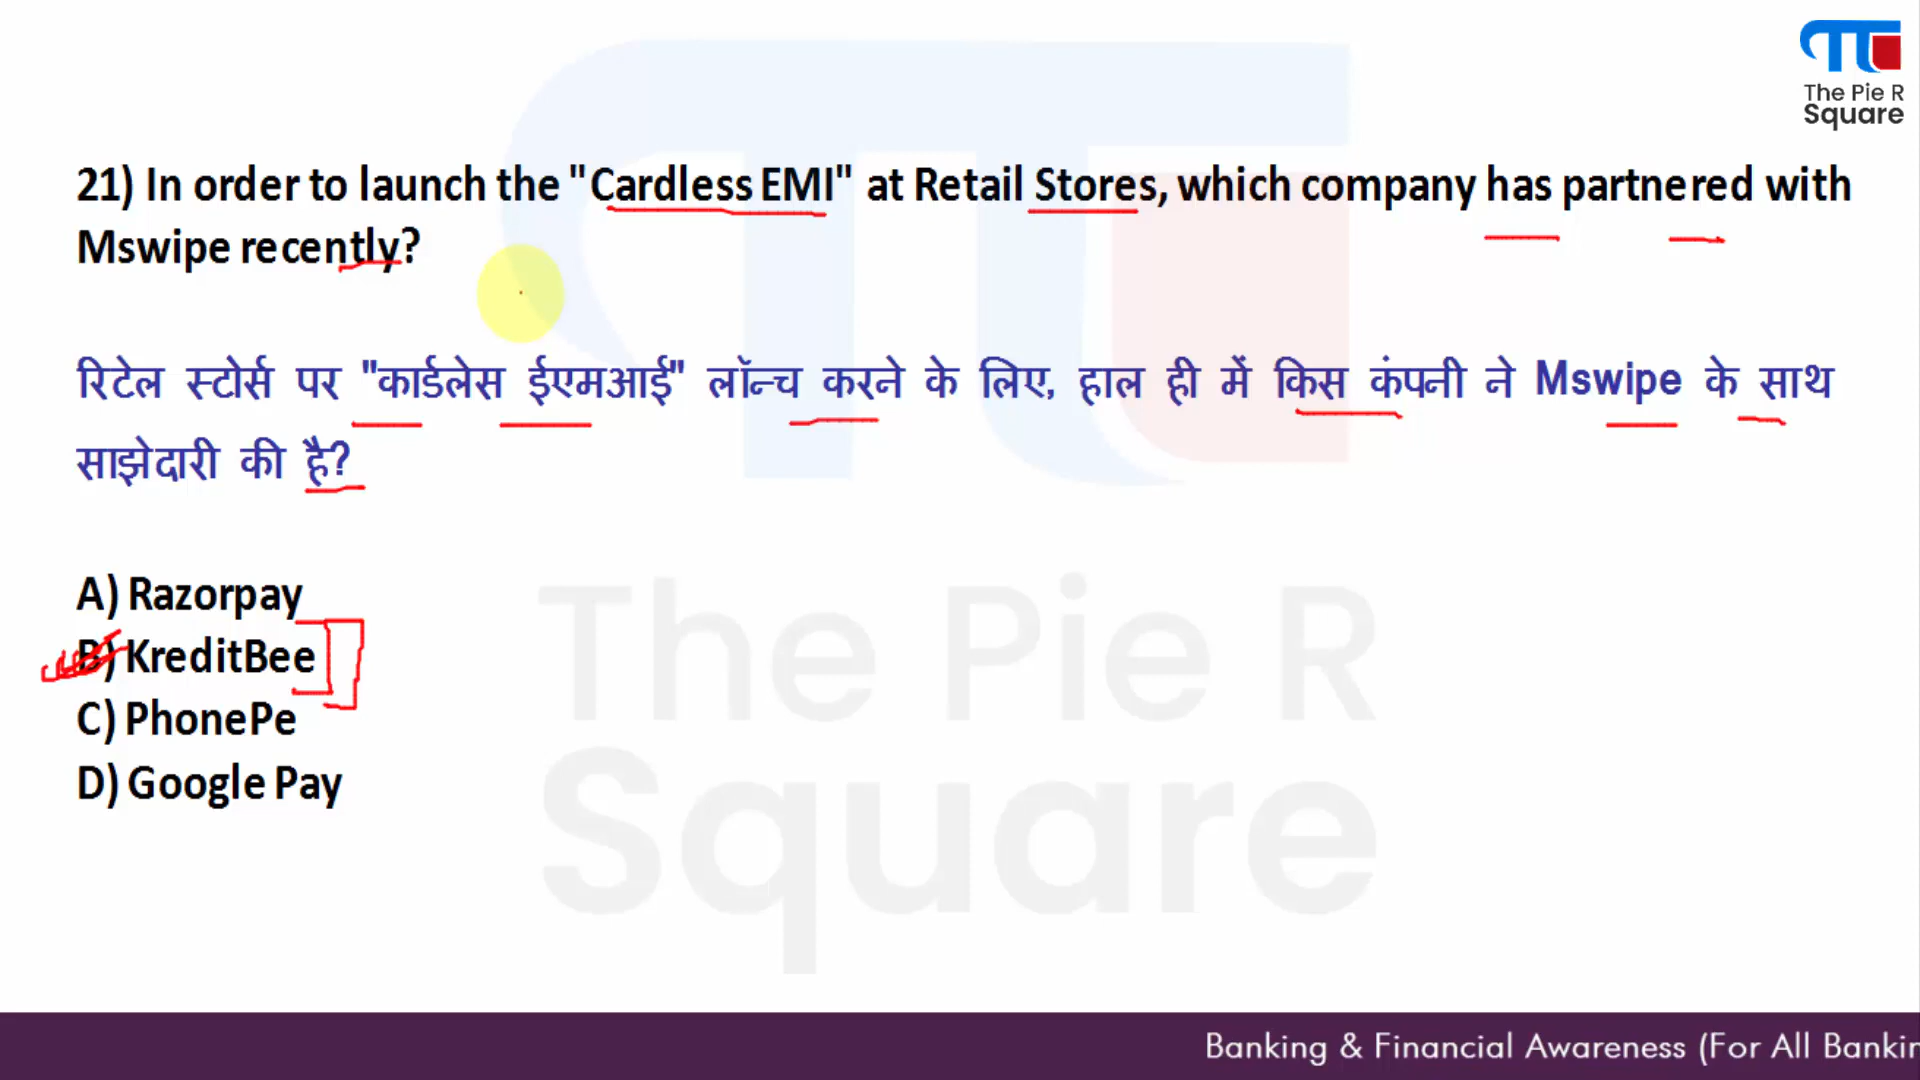 The Pie R
Square
21) In order to launch the "Cardless EMI" at Retail Stores, which company has partnered with
Mswipe recently?
रिटेल स्टोर्स पर "कार्डलेस ईएमआई" लॉन्च करने के लिए, हाल ही में किस कंपनी ने Mswipe के साथ
साझेदारी की है?
A) Razorpay
B) KreditBee
C) PhonePe
D) Google Pay
The Pie R
Square
Banking & Financial Awareness (For All Bankin